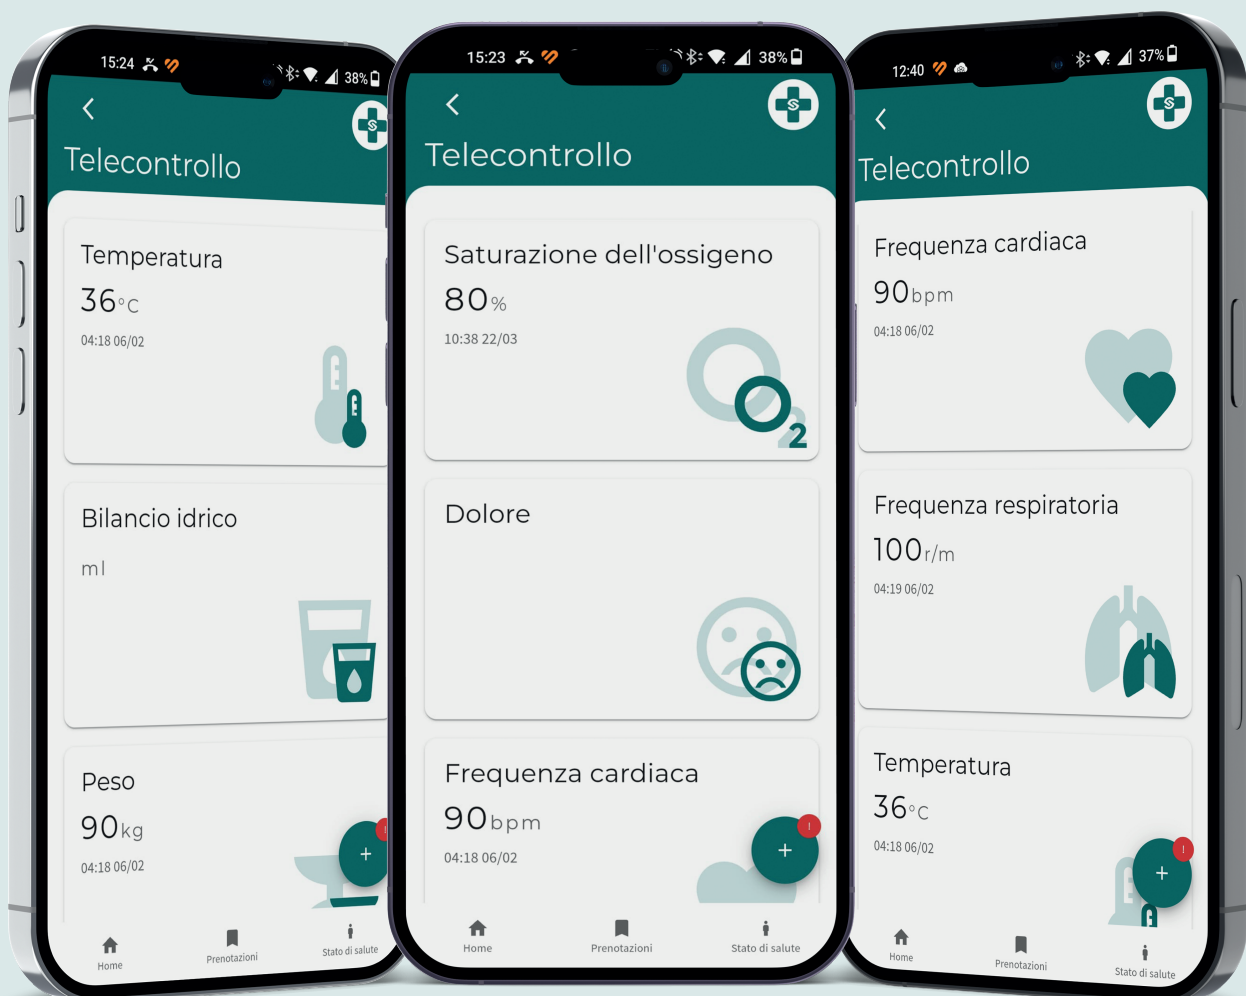 15:24
38%
Telecontrollo
Temperatura
36°C
04:18 06/02
Bilancio idrico
ml
Peso
90kg
04:18 06/02
+
!
Home
Prenotazioni
Stato di salute
15:23
38%
Telecontrollo
Saturazione dell'ossigeno
80%
10:38 22/03
O2
Dolore
Frequenza cardiaca
90bpm
04:18 06/02
+
!
Home
Prenotazioni
Stato di salute
12:40
37%
Telecontrollo
Frequenza cardiaca
90bpm
04:18 06/02
Frequenza respiratoria
100r/m
04:19 06/02
Temperatura
36°C
04:18 06/02
+
!
Home
Prenotazioni
Stato di salute